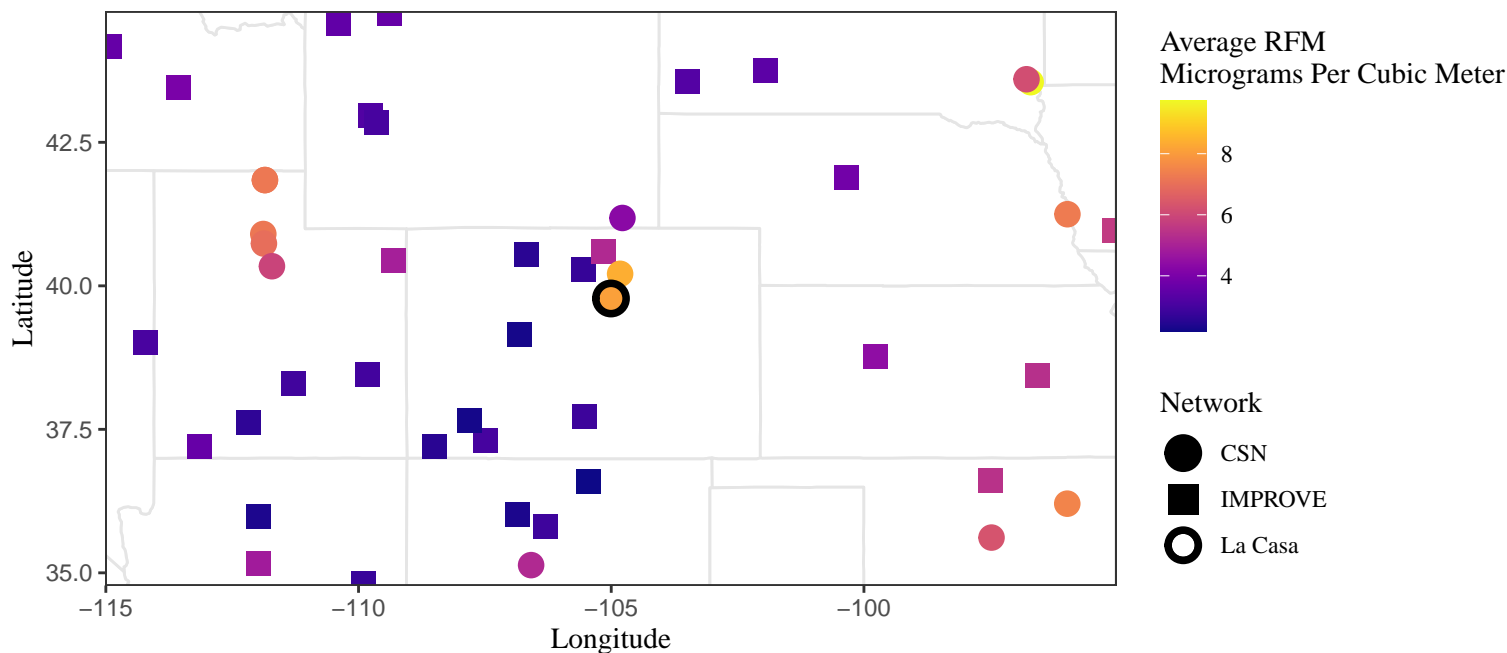 Average RFM
Micrograms Per Cubic Meter
8
6
4
Network
CSN
IMPROVE
La Casa
Latitude
42.5
40.0
37.5
35.0
−115
−110
−105
−100
Longitude